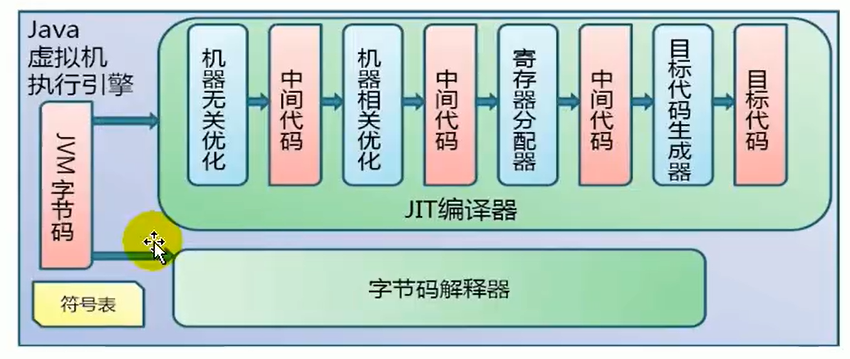 Java
虚拟机
执行引擎
JVM字节码
符号表
机器无关优化
中间代码
机器相关优化
中间代码
寄存器分配器
中间代码
目标代码生成器
目标代码
JIT编译器
字节码解释器